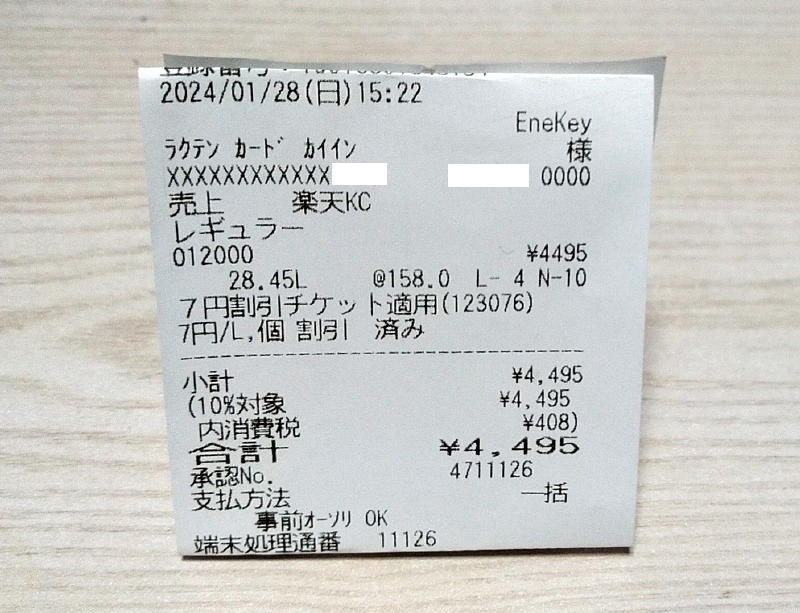 2024/01/28(日)15:22
EneKey
ﾗｸﾃﾝ ｶｰﾄﾞ ｶｲｲﾝ 様
XXXXXXXXXXXX 0000
売上 楽天KC
レギュラー
012000 ¥4495
28.45L @158.0 L- 4 N-10
7円割引チケット適用(123076)
7円/L,個 割引 済み
小計 ¥4,495
(10%対象 ¥4,495
内消費税 ¥408)
合計 ¥4,495
承認No. 4711126
支払方法 一括
事前ｵｰｿﾘ OK
端末処理通番 11126